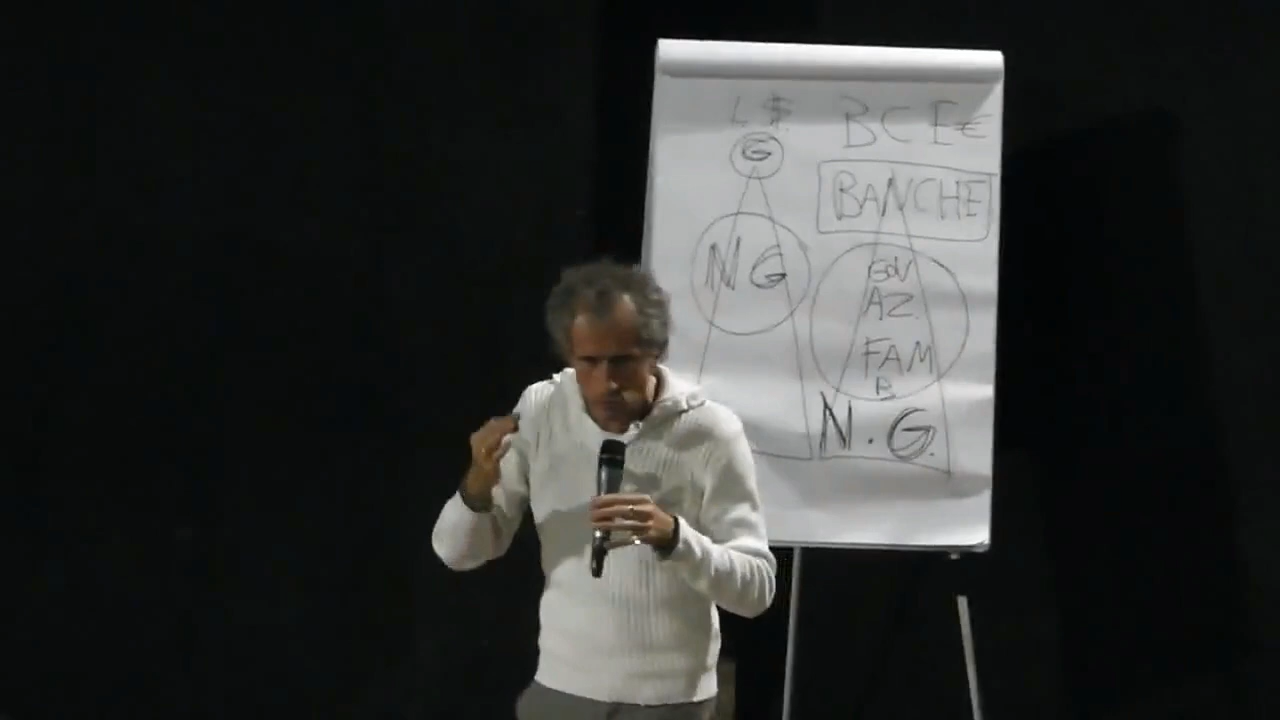 L $
G
N G
BCE€
BANCHE
GOV
AZ.
FAM
B
N.G.